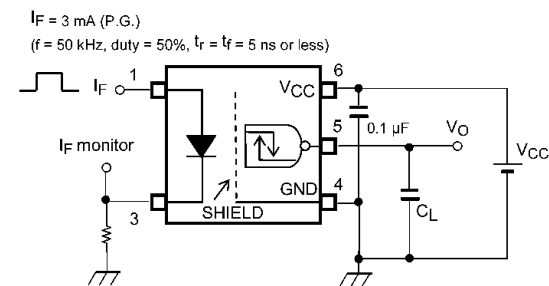 IF = 3 mA (P.G.)
(f = 50 kHz, duty = 50%, tr = tf = 5 ns or less)
IF
1
6
VCC
5
0.1 μF
VO
VCC
IF monitor
GND
4
3
SHIELD
CL